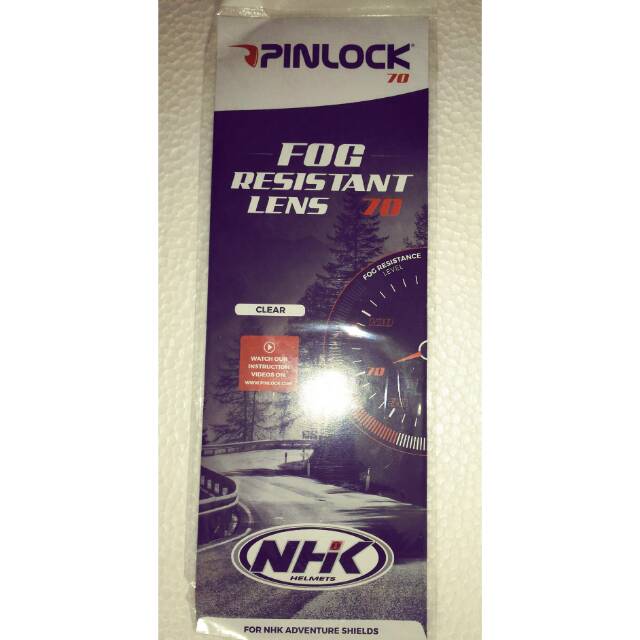 PINLOCK®
70
FOG
RESISTANT
LENS 70
FOG RESISTANCE
LEVEL
CLEAR
120
70
WATCH OUR
INSTRUCTION
VIDEOS ON:
WWW.PINLOCK.COM
NHK
HELMETS
FOR NHK ADVENTURE SHIELDS